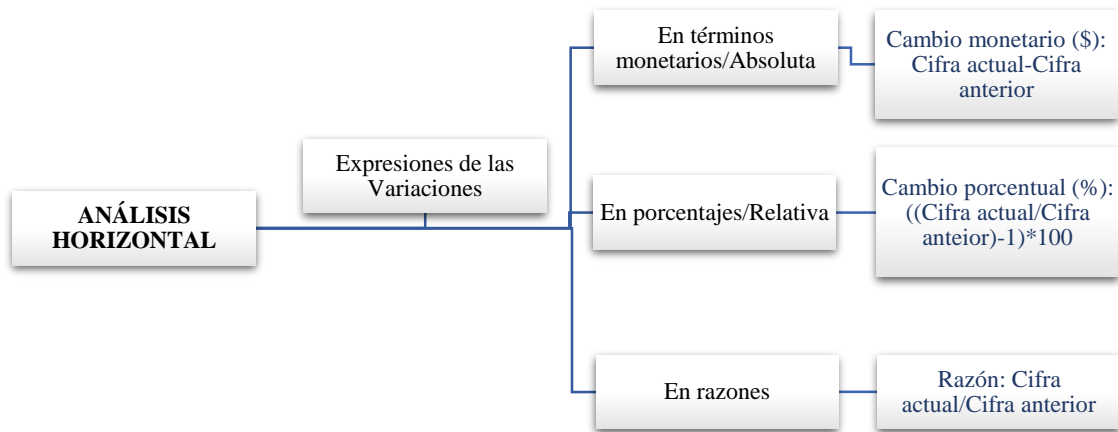 ANÁLISIS
HORIZONTAL
Expresiones de las
Variaciones
En términos
monetarios/Absoluta
Cambio monetario ($):
Cifra actual-Cifra
anterior
En porcentajes/Relativa
Cambio porcentual (%):
((Cifra actual/Cifra
anteior)-1)*100
En razones
Razón: Cifra
actual/Cifra anterior